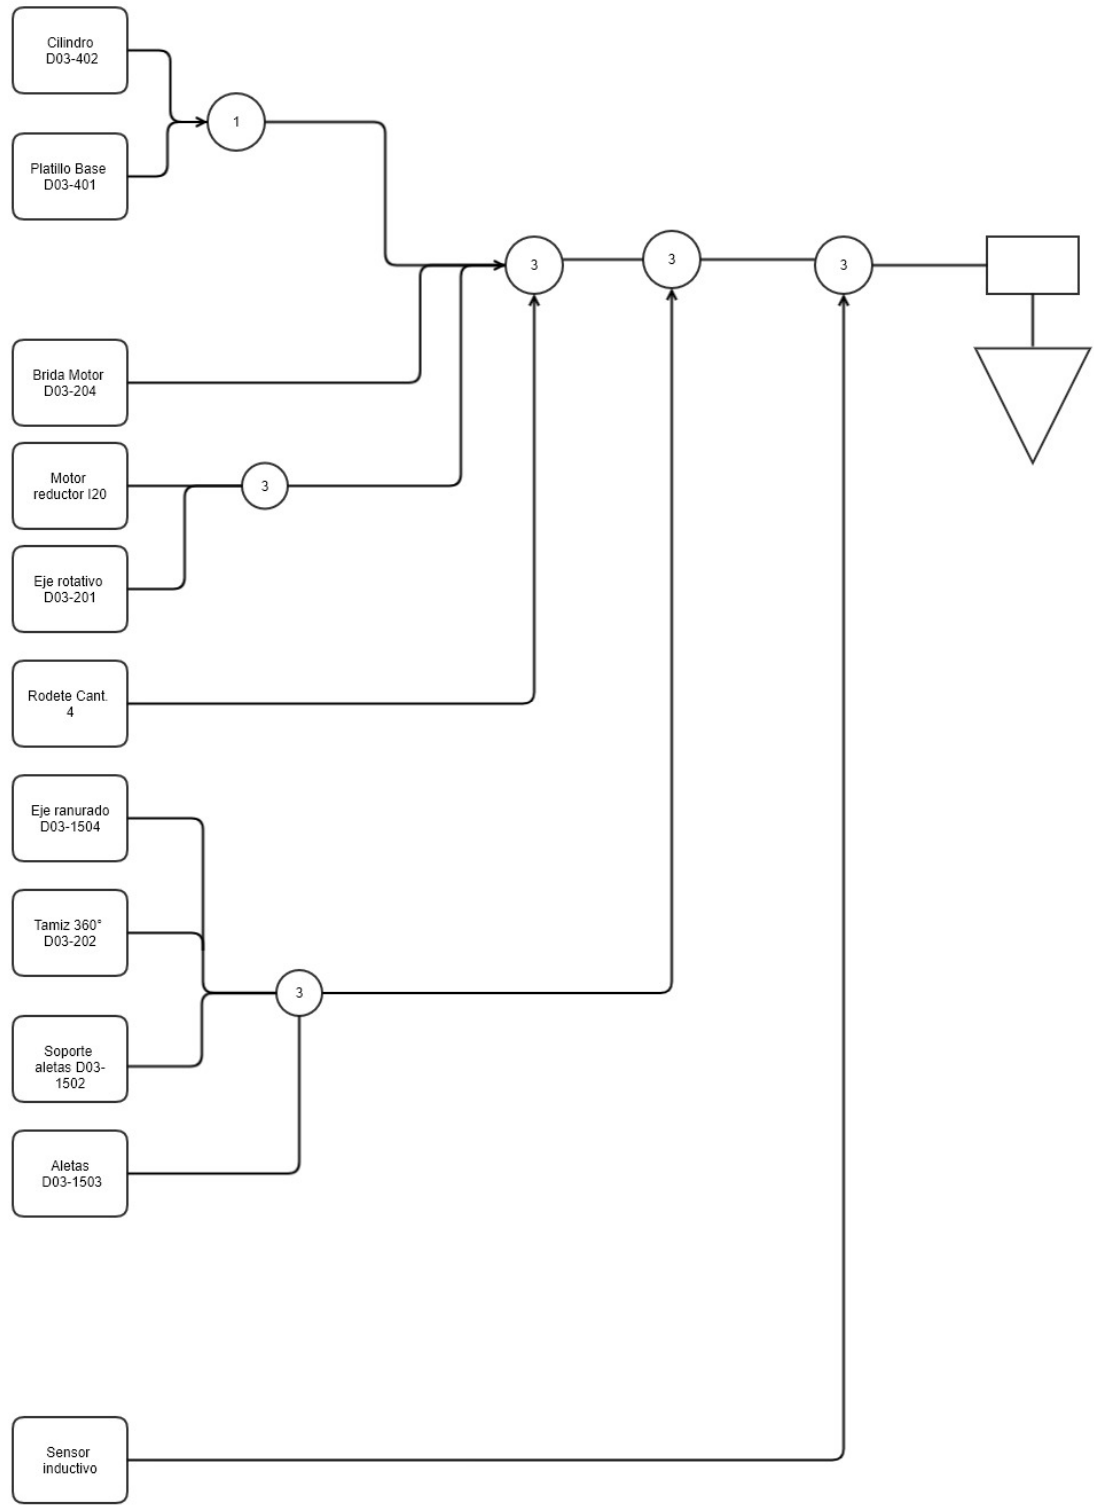 Cilindro
D03-402
1
Platillo Base
D03-401
3
3
3
Brida Motor
D03-204
Motor
reductor I20
3
Eje rotativo
D03-201
Rodete Cant.
4
Eje ranurado
D03-1504
Tamiz 360°
D03-202
3
Soporte
aletas D03-
1502
Aletas
D03-1503
Sensor
inductivo